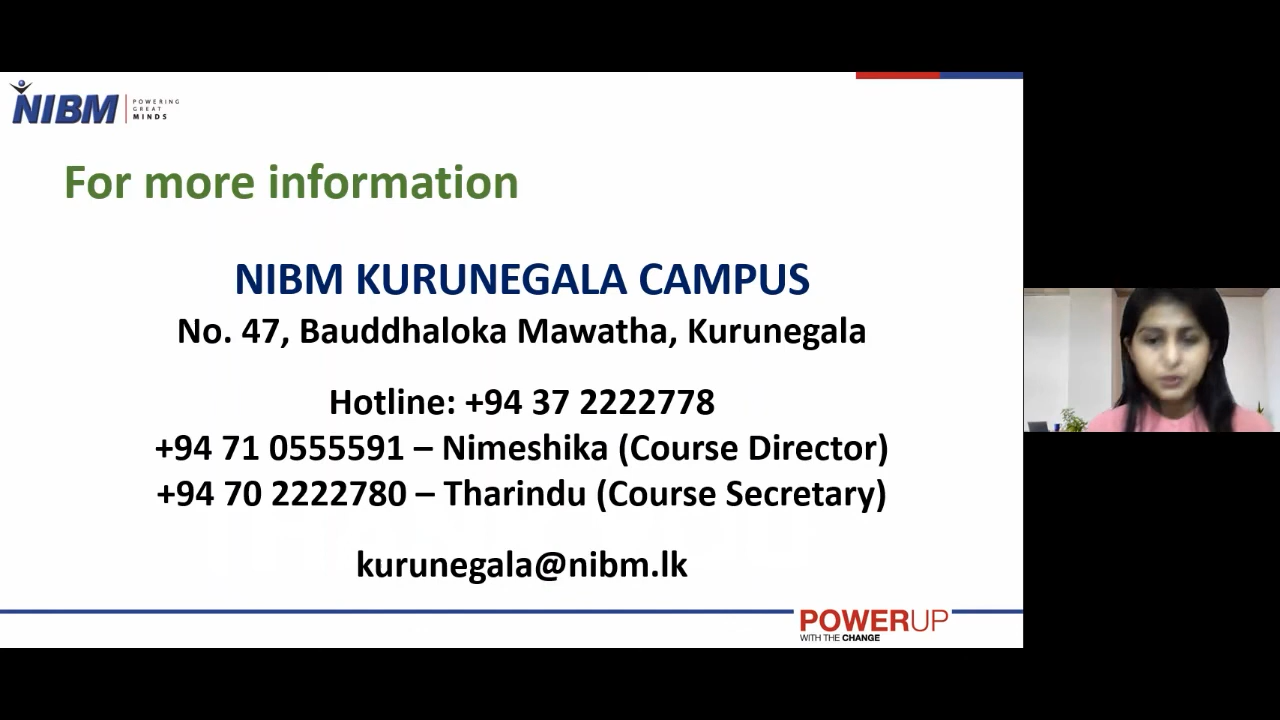 NIBM
POWERING
GREAT
MINDS
For more information
NIBM KURUNEGALA CAMPUS
No. 47, Bauddhaloka Mawatha, Kurunegala
Hotline: +94 37 2222778
+94 71 0555591 – Nimeshika (Course Director)
+94 70 2222780 – Tharindu (Course Secretary)
kurunegala@nibm.lk
POWERUP
WITH THE CHANGE